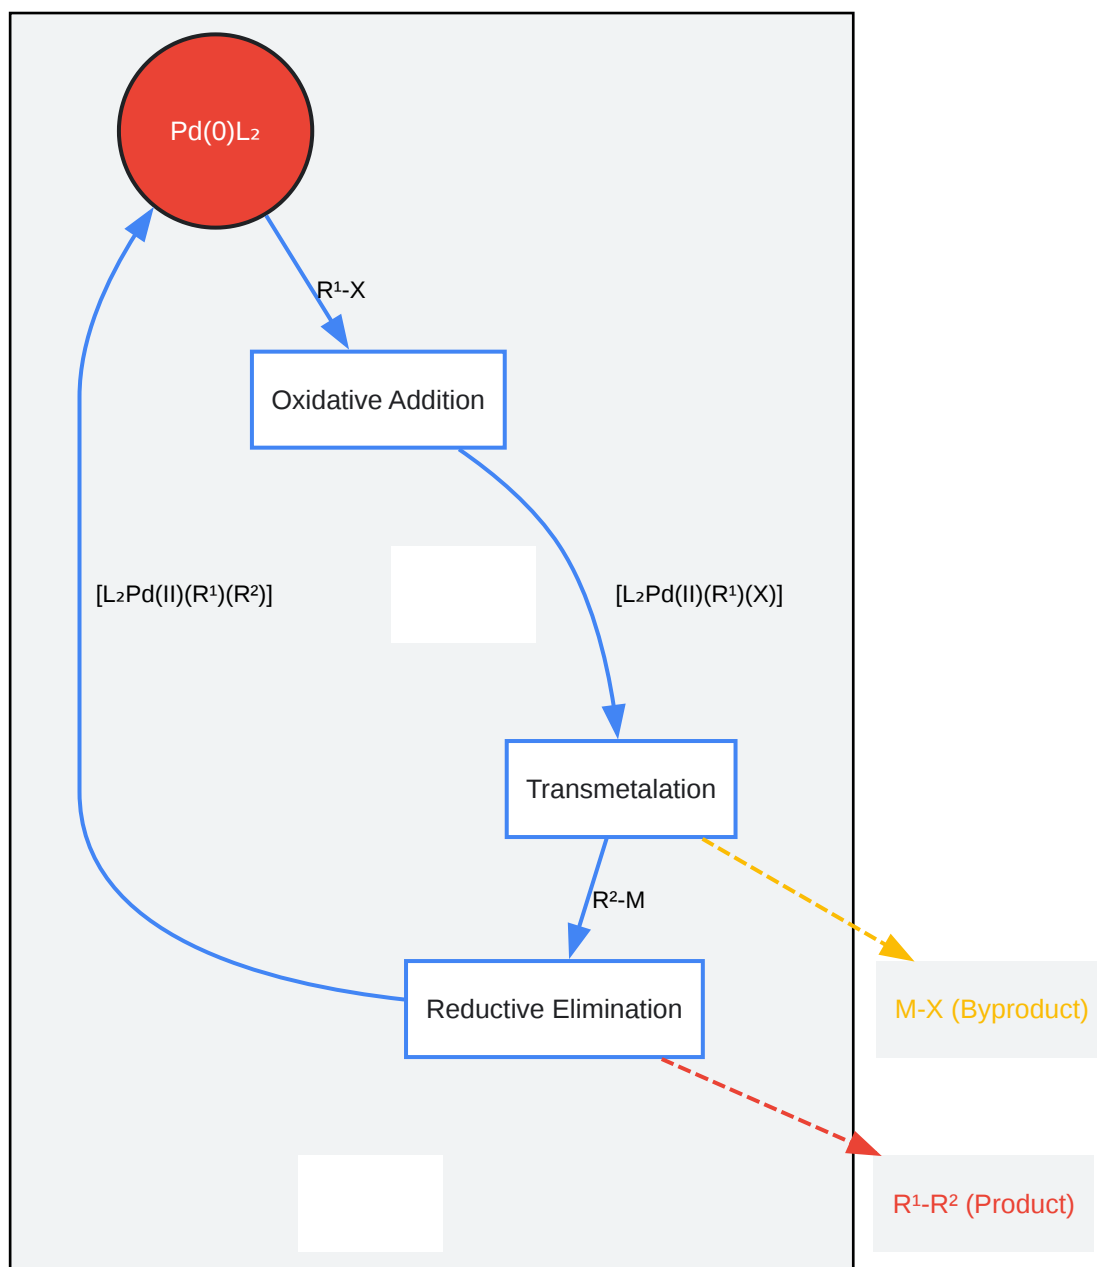 Pd(0)L₂
R¹-X
Oxidative Addition
[L₂Pd(II)(R¹)(R²)]
[L₂Pd(II)(R¹)(X)]
Transmetalation
R²-M
Reductive Elimination
M-X (Byproduct)
R¹-R² (Product)